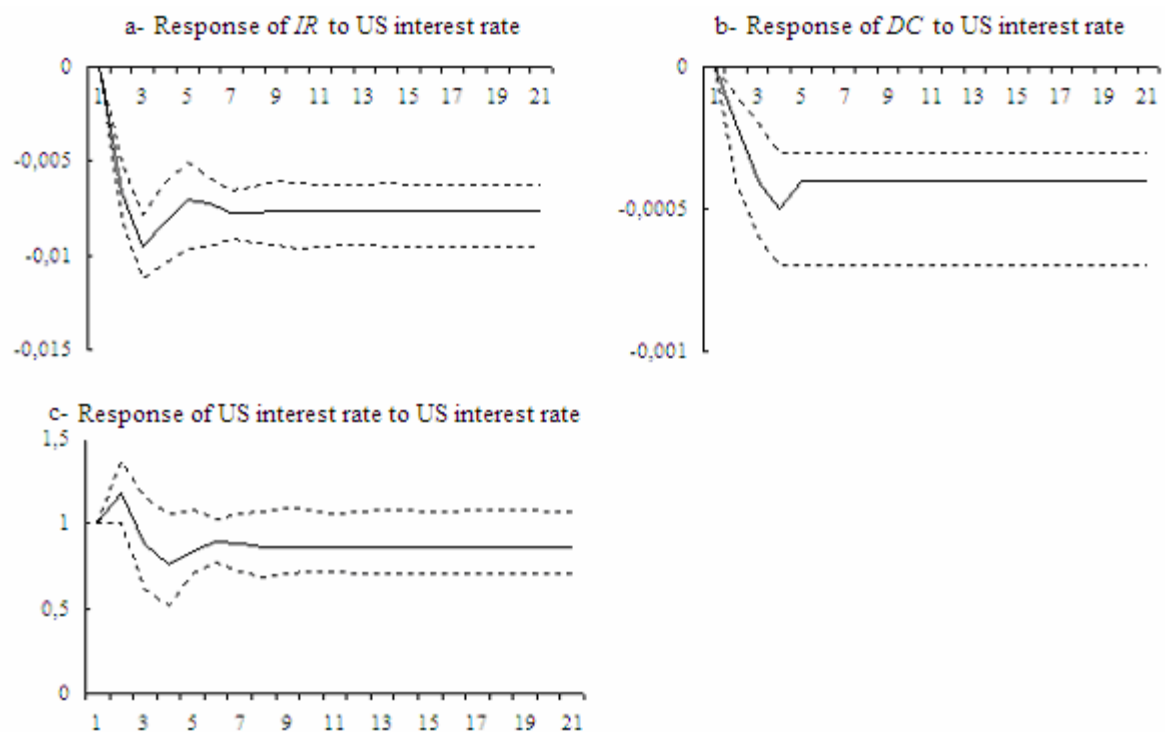 a- Response of IR to US interest rate
0
1 3 5 7 9 11 13 15 17 19 21
-0,005
-0,01
-0,015
b- Response of DC to US interest rate
0
1 3 5 7 9 11 13 15 17 19 21
-0,0005
-0,001
c- Response of US interest rate to US interest rate
1,5
1
0,5
0
1 3 5 7 9 11 13 15 17 19 21